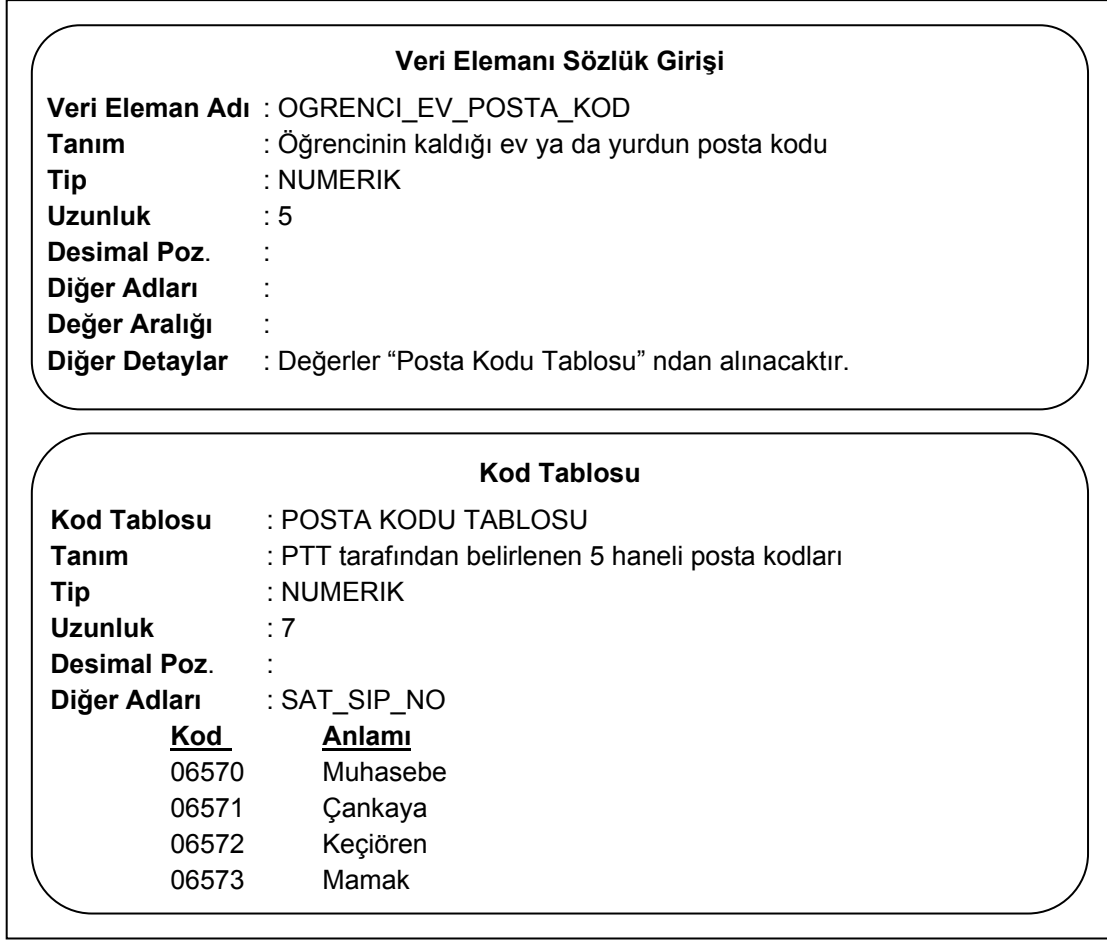 Veri Elemanı Sözlük Girişi
Veri Eleman Adı : OGRENCI_EV_POSTA_KOD
Tanım : Öğrencinin kaldığı ev ya da yurdun posta kodu
Tip : NUMERIK
Uzunluk : 5
Desimal Poz. :
Diğer Adları :
Değer Aralığı :
Diğer Detaylar : Değerler “Posta Kodu Tablosu” ndan alınacaktır.
Kod Tablosu
Kod Tablosu : POSTA KODU TABLOSU
Tanım : PTT tarafından belirlenen 5 haneli posta kodları
Tip : NUMERIK
Uzunluk : 7
Desimal Poz. :
Diğer Adları : SAT_SIP_NO
Kod Anlamı
06570 Muhasebe
06571 Çankaya
06572 Keçiören
06573 Mamak